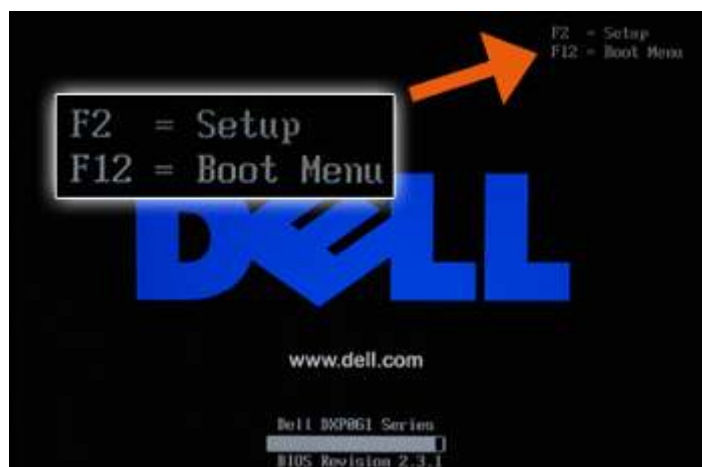 F2 = Setup
F12 = Boot Menu
F2 = Setup
F12 = Boot Menu
DELL
www.dell.com
Dell DXP061 Series
BIOS Revision 2.3.1